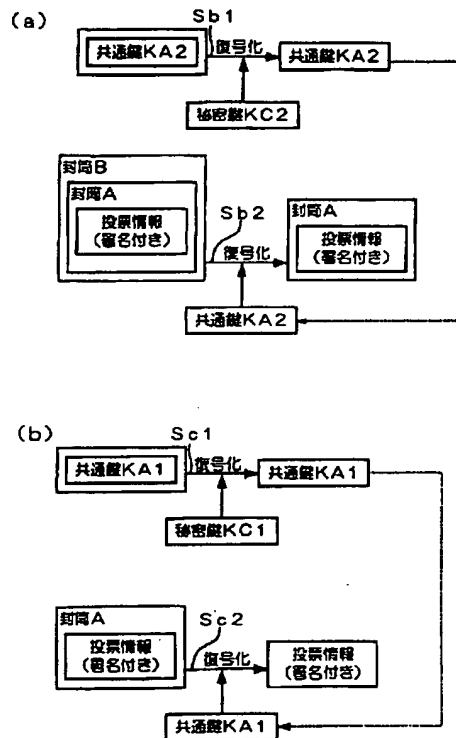 (a)
Sb1
共通鍵KA2
復号化
共通鍵KA2
秘密鍵KC2
封筒B
封筒A
投票情報
(署名付き)
Sb2
復号化
封筒A
投票情報
(署名付き)
共通鍵KA2
(b)
Sc1
共通鍵KA1
復号化
共通鍵KA1
秘密鍵KC1
封筒A
投票情報
(署名付き)
Sc2
復号化
投票情報
(署名付き)
共通鍵KA1